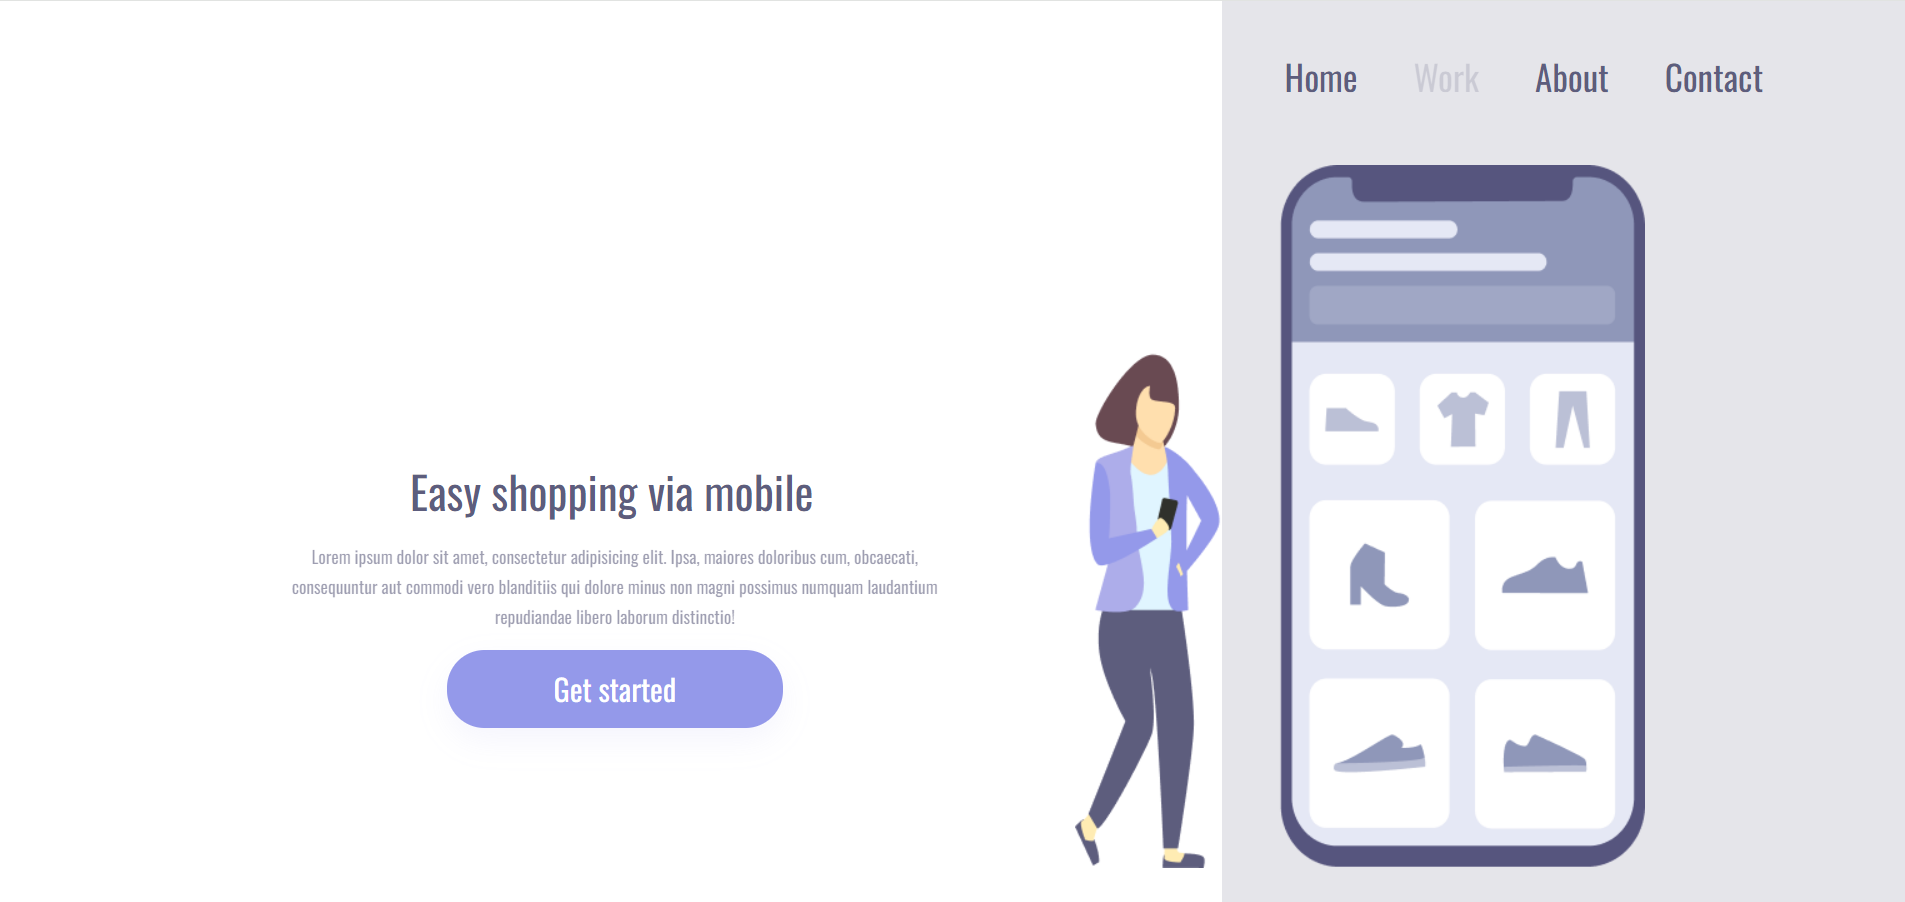 Home Work About Contact
Easy shopping via mobile
Lorem ipsum dolor sit amet, consectetur adipisicing elit. Ipsa, maiores doloribus cum, obcaecati,
consequuntur aut commodi vero blanditiis qui dolore minus non magni possimus numquam laudantium
repudiandae libero laborum distinctio!
Get started